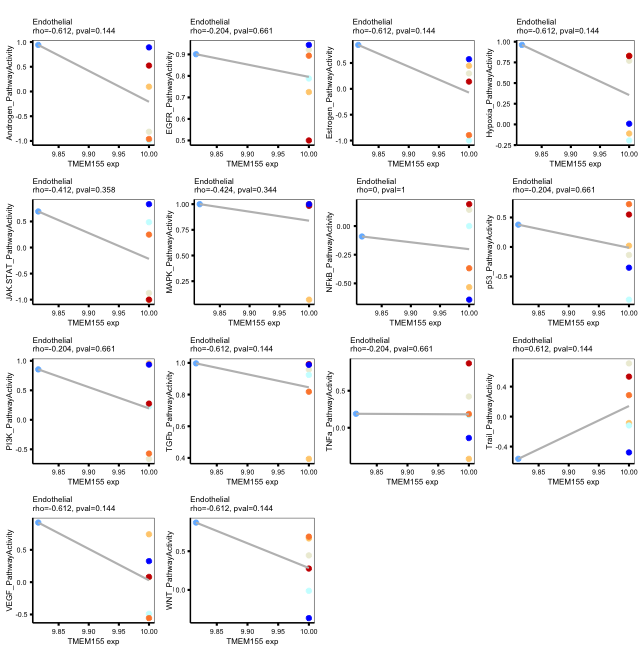 Endothelial
rho=-0.612, pval=0.144
Androgen_PathwayActivity
1.0
0.5
0.0
-0.5
-1.0
9.85
9.90
9.95
10.00
TMEM155 exp
Endothelial
rho=-0.204, pval=0.661
EGFR_PathwayActivity
0.9
0.8
0.7
0.6
0.5
9.85
9.90
9.95
10.00
TMEM155 exp
Endothelial
rho=-0.612, pval=0.144
Estrogen_PathwayActivity
0.5
0.0
-0.5
-1.0
9.85
9.90
9.95
10.00
TMEM155 exp
Endothelial
rho=-0.612, pval=0.144
Hypoxia_PathwayActivity
1.00
0.75
0.50
0.25
0.00
-0.25
9.85
9.90
9.95
10.00
TMEM155 exp
Endothelial
rho=-0.412, pval=0.358
JAK.STAT_PathwayActivity
0.5
0.0
-0.5
-1.0
9.85
9.90
9.95
10.00
TMEM155 exp
Endothelial
rho=-0.424, pval=0.344
MAPK_PathwayActivity
1.00
0.75
0.50
0.25
9.85
9.90
9.95
10.00
TMEM155 exp
Endothelial
rho=0, pval=1
NFkB_PathwayActivity
0.00
-0.25
-0.50
9.85
9.90
9.95
10.00
TMEM155 exp
Endothelial
rho=-0.204, pval=0.661
p53_PathwayActivity
0.5
0.0
-0.5
9.85
9.90
9.95
10.00
TMEM155 exp
Endothelial
rho=-0.204, pval=0.661
PI3K_PathwayActivity
1.0
0.5
0.0
-0.5
9.85
9.90
9.95
10.00
TMEM155 exp
Endothelial
rho=-0.612, pval=0.144
TGFb_PathwayActivity
1.0
0.8
0.6
0.4
9.85
9.90
9.95
10.00
TMEM155 exp
Endothelial
rho=-0.204, pval=0.661
TNFa_PathwayActivity
0.5
0.0
9.85
9.90
9.95
10.00
TMEM155 exp
Endothelial
rho=0.612, pval=0.144
Trail_PathwayActivity
0.4
0.0
-0.4
9.85
9.90
9.95
10.00
TMEM155 exp
Endothelial
rho=-0.612, pval=0.144
VEGF_PathwayActivity
0.5
0.0
-0.5
9.85
9.90
9.95
10.00
TMEM155 exp
Endothelial
rho=-0.612, pval=0.144
WNT_PathwayActivity
0.5
0.0
9.85
9.90
9.95
10.00
TMEM155 exp